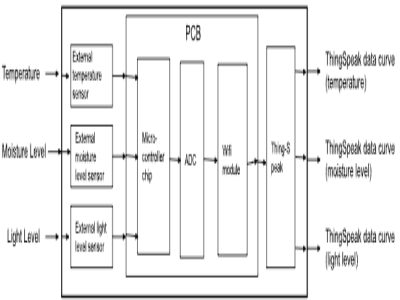 PCB
Temperature
External
temperature
sensor
Moisture Level
External
moisture
level sensor
Light Level
External light
level sensor
Micro-
controller
chip
ADC
Wifi
module
Thing-S
peak
ThingSpeak data curve
(temperature)
ThingSpeak data curve
(moisture level)
ThingSpeak data curve
(light level)